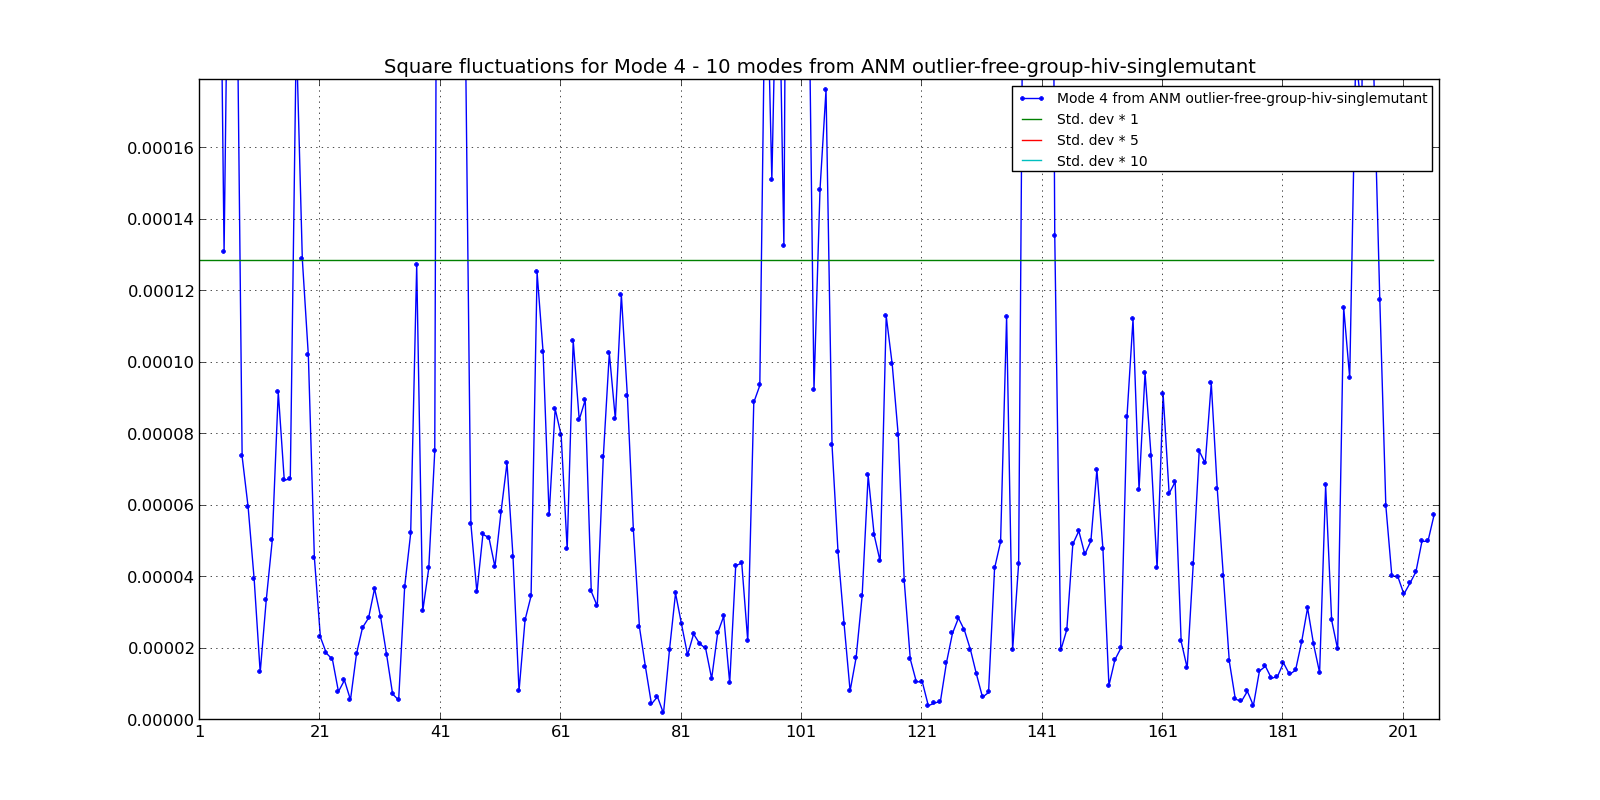 Square fluctuations for Mode 4 - 10 modes from ANM outlier-free-group-hiv-singlemutant
Mode 4 from ANM outlier-free-group-hiv-singlemutant
Std. dev * 1
Std. dev * 5
Std. dev * 10
0.00016
0.00014
0.00012
0.00010
0.00008
0.00006
0.00004
0.00002
0.00000
1 21 41 61 81 101 121 141 161 181 201